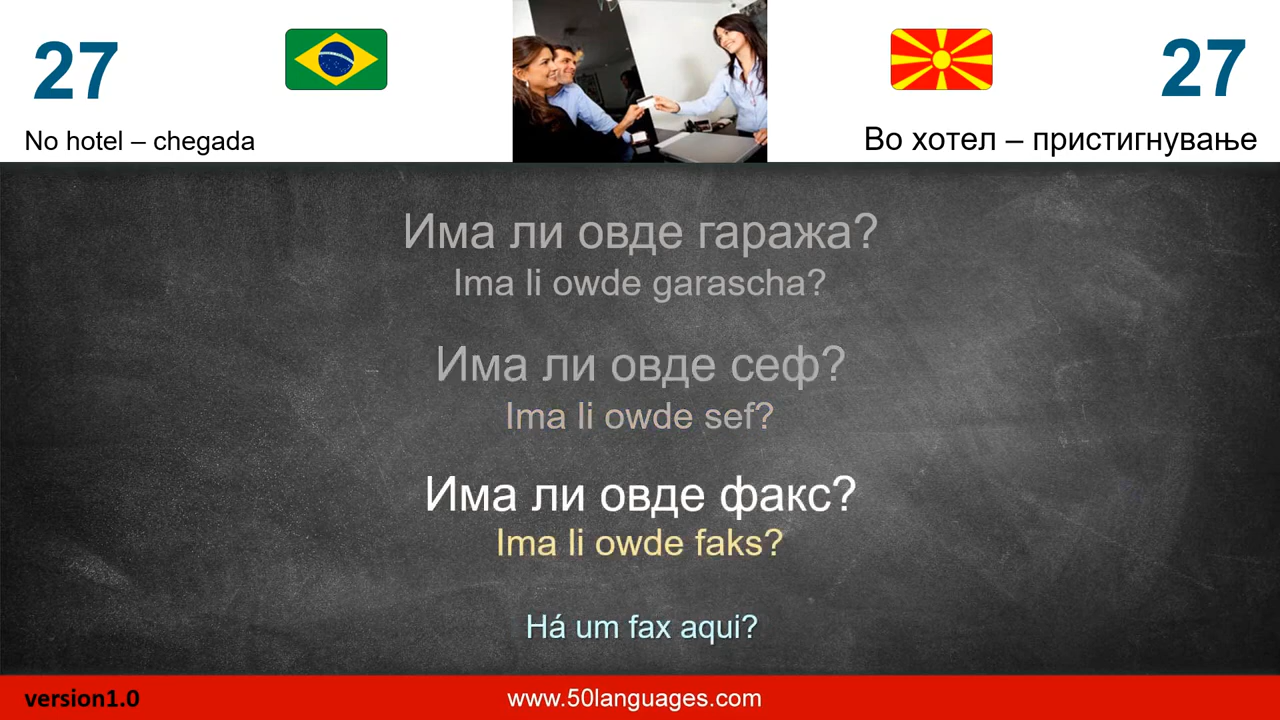 27
27
No hotel – chegada
Во хотел – пристигнување
Има ли овде гаража?
Ima li owde garascha?
Има ли овде сеф?
Ima li owde sef?
Има ли овде факс?
Ima li owde faks?
Há um fax aqui?
version1.0
www.50languages.com